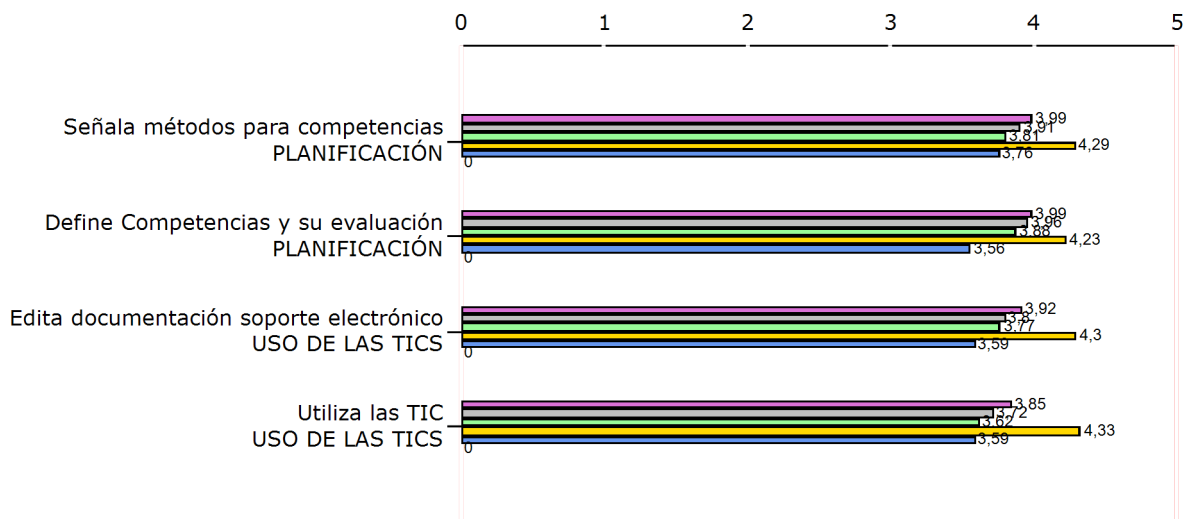 0 1 2 3 4 5
Señala métodos para competencias
PLANIFICACIÓN
3,99
3,91
3,81
4,29
3,76
0
Define Competencias y su evaluación
PLANIFICACIÓN
3,99
3,96
3,88
4,23
3,56
0
Edita documentación soporte electrónico
USO DE LAS TICS
3,92
3,8
3,77
4,3
3,59
0
Utiliza las TIC
USO DE LAS TICS
3,85
3,72
3,62
4,33
3,59
0